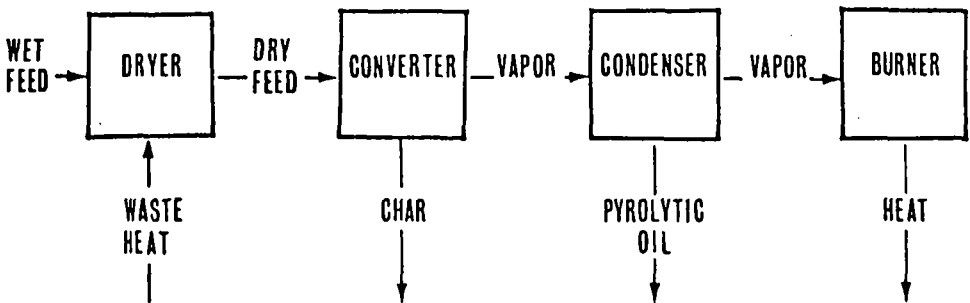 WET
FEED
DRYER
DRY
FEED
CONVERTER
VAPOR
CONDENSER
VAPOR
BURNER
WASTE
HEAT
CHAR
PYROLYTIC
OIL
HEAT